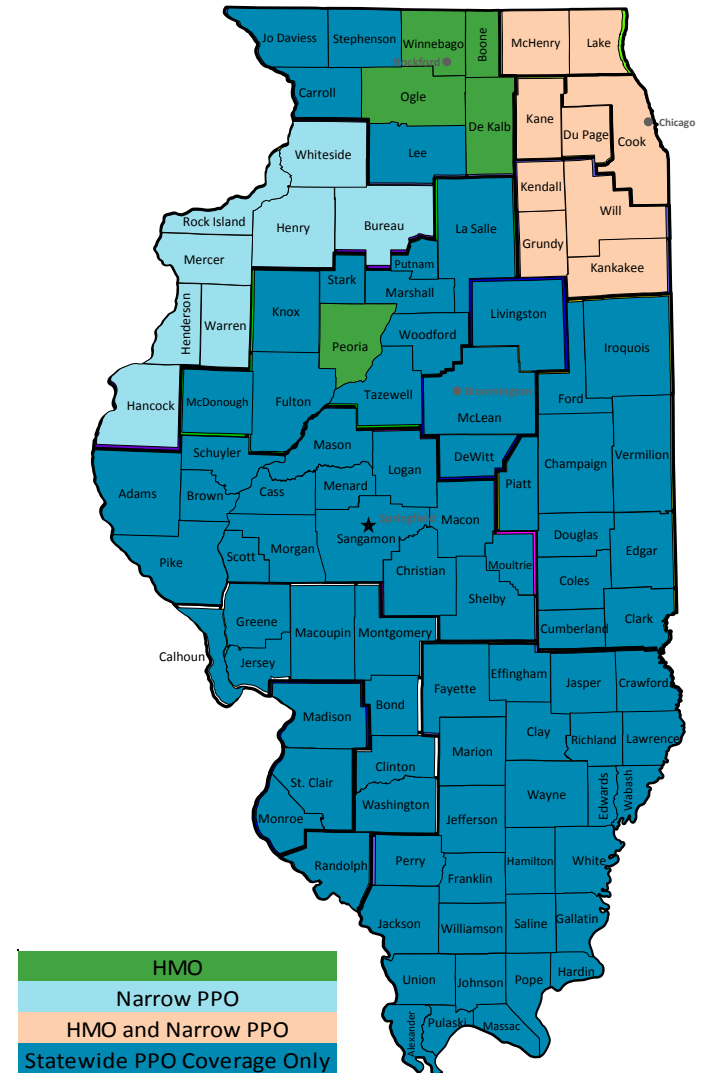 Jo Daviess
Stephenson
Winnebago
Boone
McHenry
Lake
Rockford
Carroll
Ogle
De Kalb
Kane
Du Page
Cook
Chicago
Whiteside
Lee
Kendall
Will
Rock Island
Henry
Bureau
La Salle
Grundy
Mercer
Putnam
Kankakee
Stark
Marshall
Henderson
Warren
Knox
Peoria
Woodford
Livingston
Iroquois
Hancock
McDonough
Fulton
Tazewell
Bloomington
McLean
Ford
Schuyler
Mason
Logan
DeWitt
Piatt
Champaign
Vermilion
Adams
Brown
Cass
Menard
Macon
Springfield
Sangamon
Douglas
Edgar
Pike
Scott
Morgan
Christian
Moultrie
Coles
Shelby
Greene
Macoupin
Montgomery
Cumberland
Clark
Calhoun
Jersey
Fayette
Effingham
Jasper
Crawford
Madison
Bond
Clay
Richland
Lawrence
Marion
St. Clair
Clinton
Wayne
Edwards
Wabash
Monroe
Washington
Jefferson
Randolph
Perry
Hamilton
White
Franklin
Jackson
Williamson
Saline
Gallatin
Union
Johnson
Pope
Hardin
Alexander
Pulaski
Massac
HMO
Narrow PPO
HMO and Narrow PPO
Statewide PPO Coverage Only